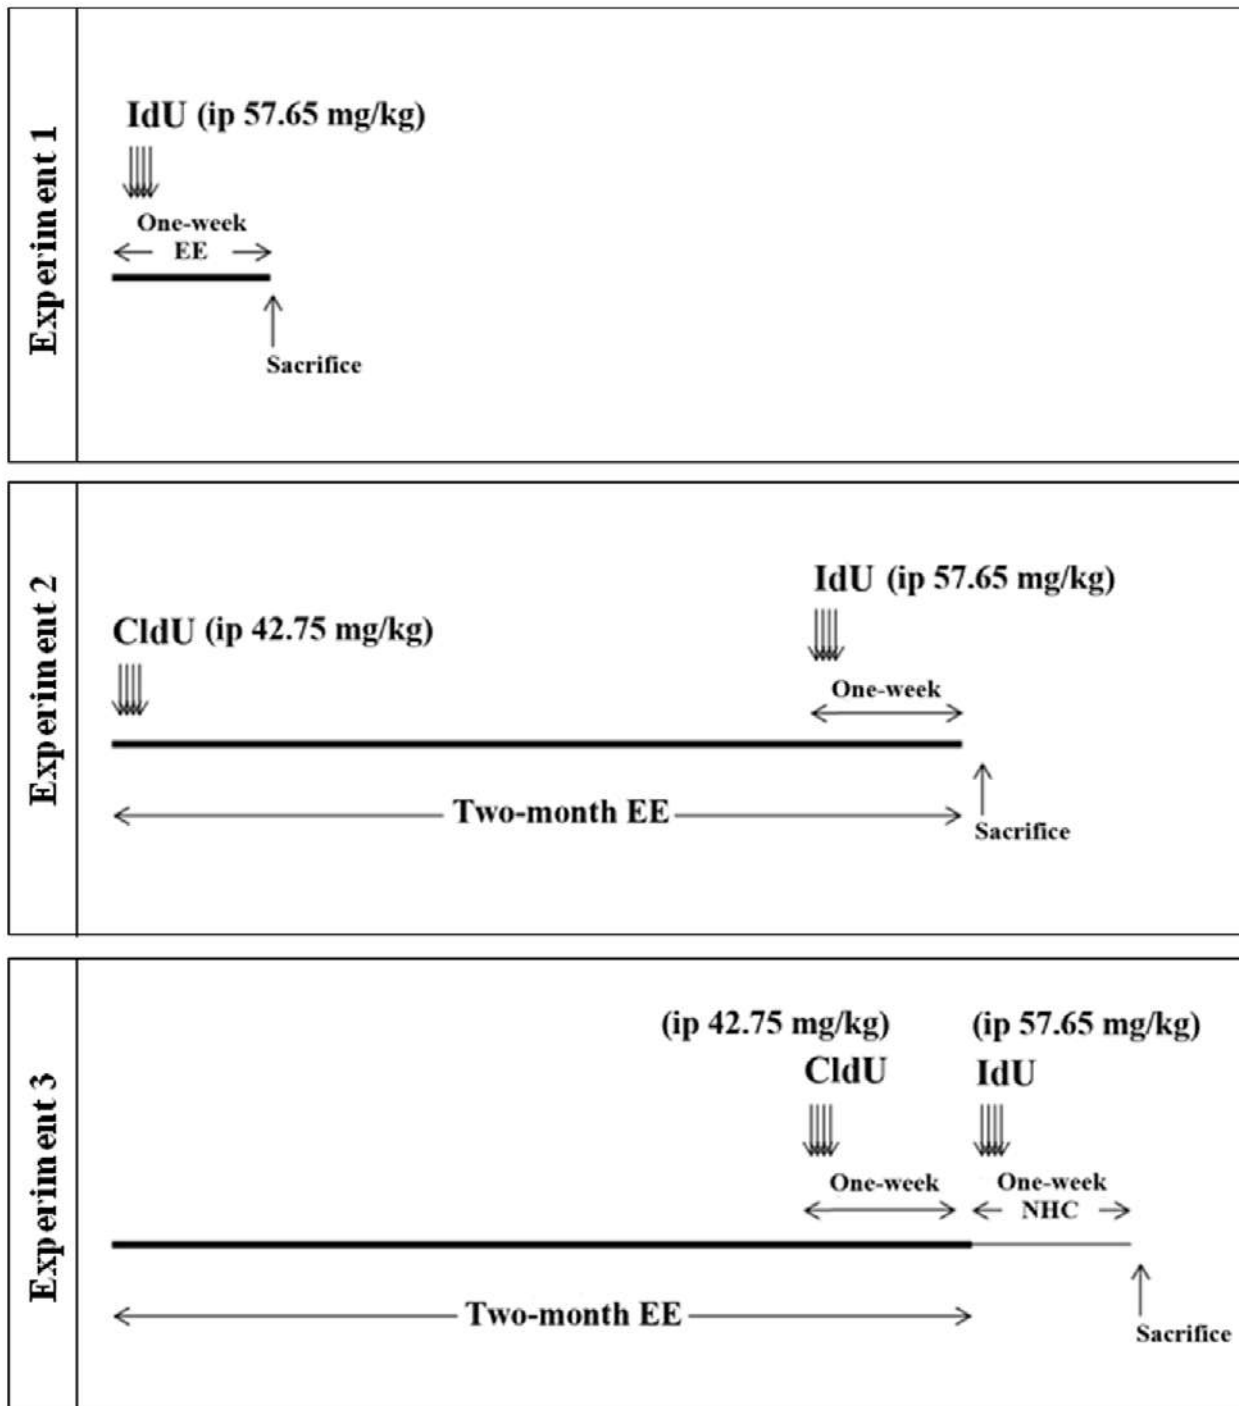 Experiment 1
IdU (ip 57.65 mg/kg)
One-week
EE
Sacrifice
Experiment 2
CldU (ip 42.75 mg/kg)
IdU (ip 57.65 mg/kg)
One-week
Two-month EE
Sacrifice
Experiment 3
(ip 42.75 mg/kg)
CldU
(ip 57.65 mg/kg)
IdU
One-week
One-week
NHC
Two-month EE
Sacrifice